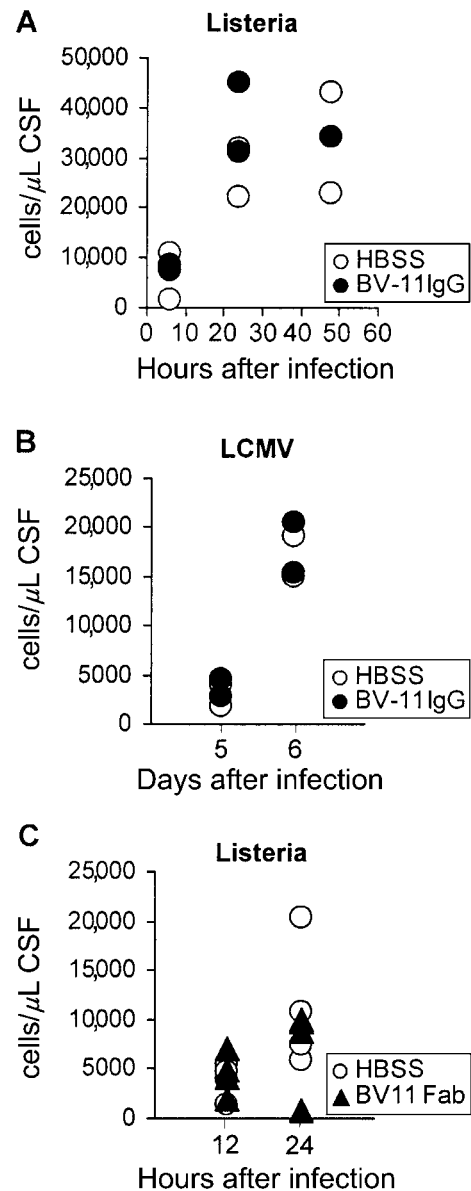 A
Listeria
50,000
40,000
30,000
20,000
10,000
0
cells/μL CSF
HBSS
BV-11IgG
0 10 20 30 40 50 60
Hours after infection
B
LCMV
25,000
20,000
15,000
10,000
5000
0
cells/μL CSF
HBSS
BV-11IgG
5 6
Days after infection
C
Listeria
25,000
20,000
15,000
10,000
5000
0
cells/μL CSF
HBSS
BV11 Fab
12 24
Hours after infection